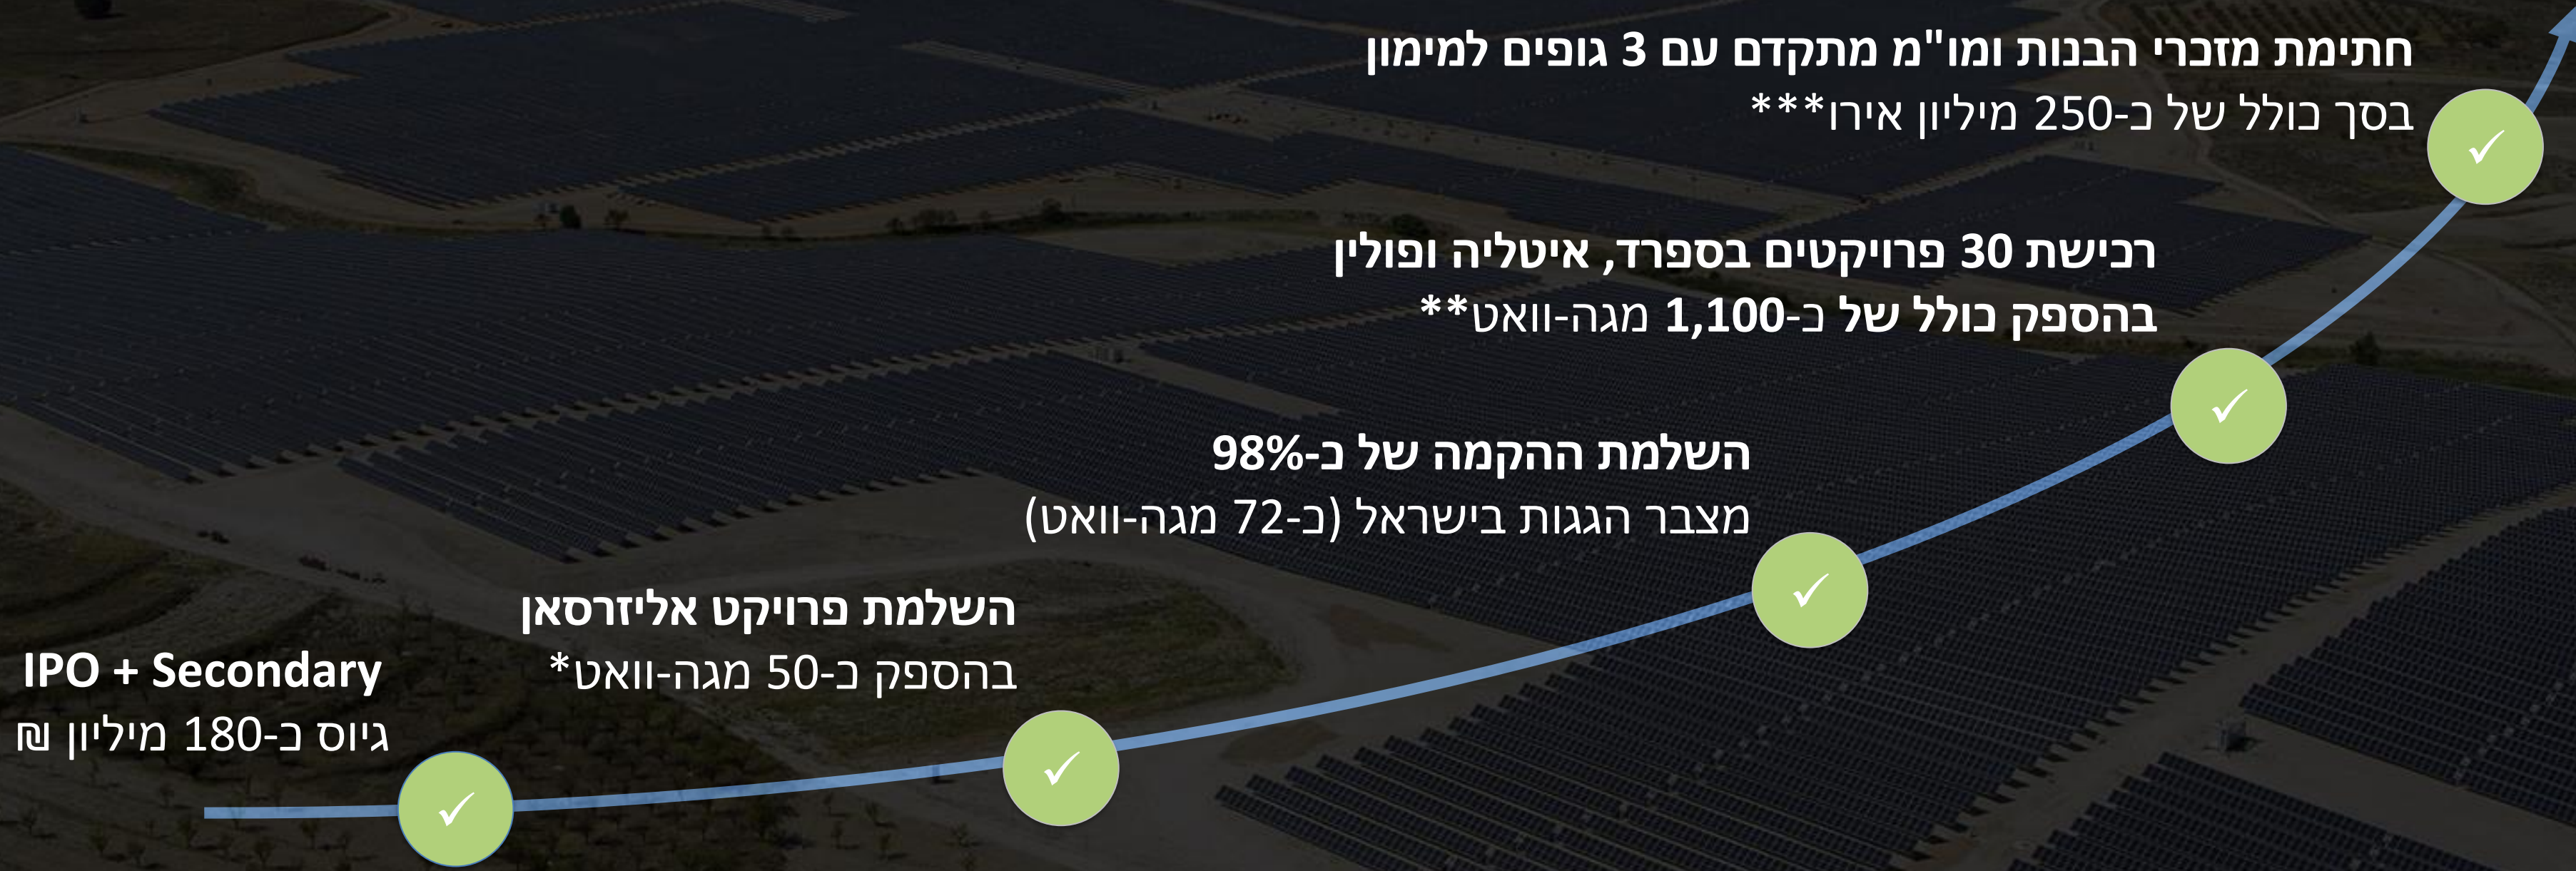 חתימת מזכרי הבנות ומו"מ מתקדם עם 3 גופים למימון
בסך כולל של כ-250 מיליון אירו***
רכישת 30 פרויקטים בספרד, איטליה ופולין
בהספק כולל של כ-1,100 מגה-וואט**
השלמת ההקמה של כ-98%
מצבר הגגות בישראל (כ-72 מגה-וואט)
השלמת פרויקט אליזרסאן
בהספק כ-50 מגה-וואט*
IPO + Secondary
גיוס כ-180 מיליון ₪